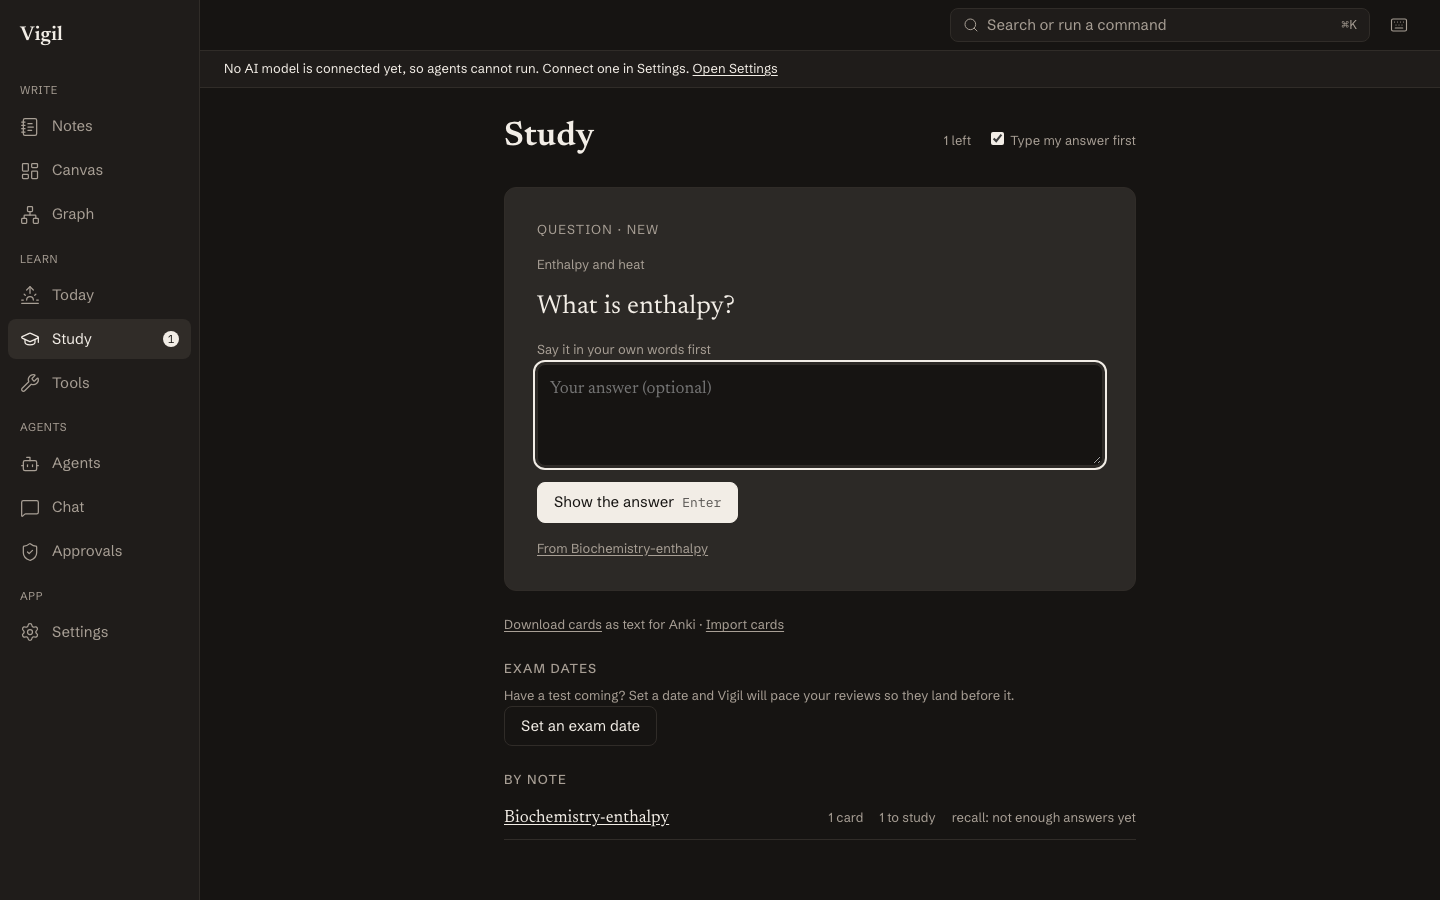 Vigil
Search or run a command
⌘K
No AI model is connected yet, so agents cannot run. Connect one in Settings. Open Settings
WRITE
Notes
Canvas
Graph
LEARN
Today
Study
1
Tools
AGENTS
Agents
Chat
Approvals
APP
Settings
Study
1 left
Type my answer first
QUESTION · NEW
Enthalpy and heat
What is enthalpy?
Say it in your own words first
Your answer (optional)
Show the answer Enter
From Biochemistry-enthalpy
Download cards as text for Anki · Import cards
EXAM DATES
Have a test coming? Set a date and Vigil will pace your reviews so they land before it.
Set an exam date
BY NOTE
Biochemistry-enthalpy
1 card
1 to study
recall: not enough answers yet